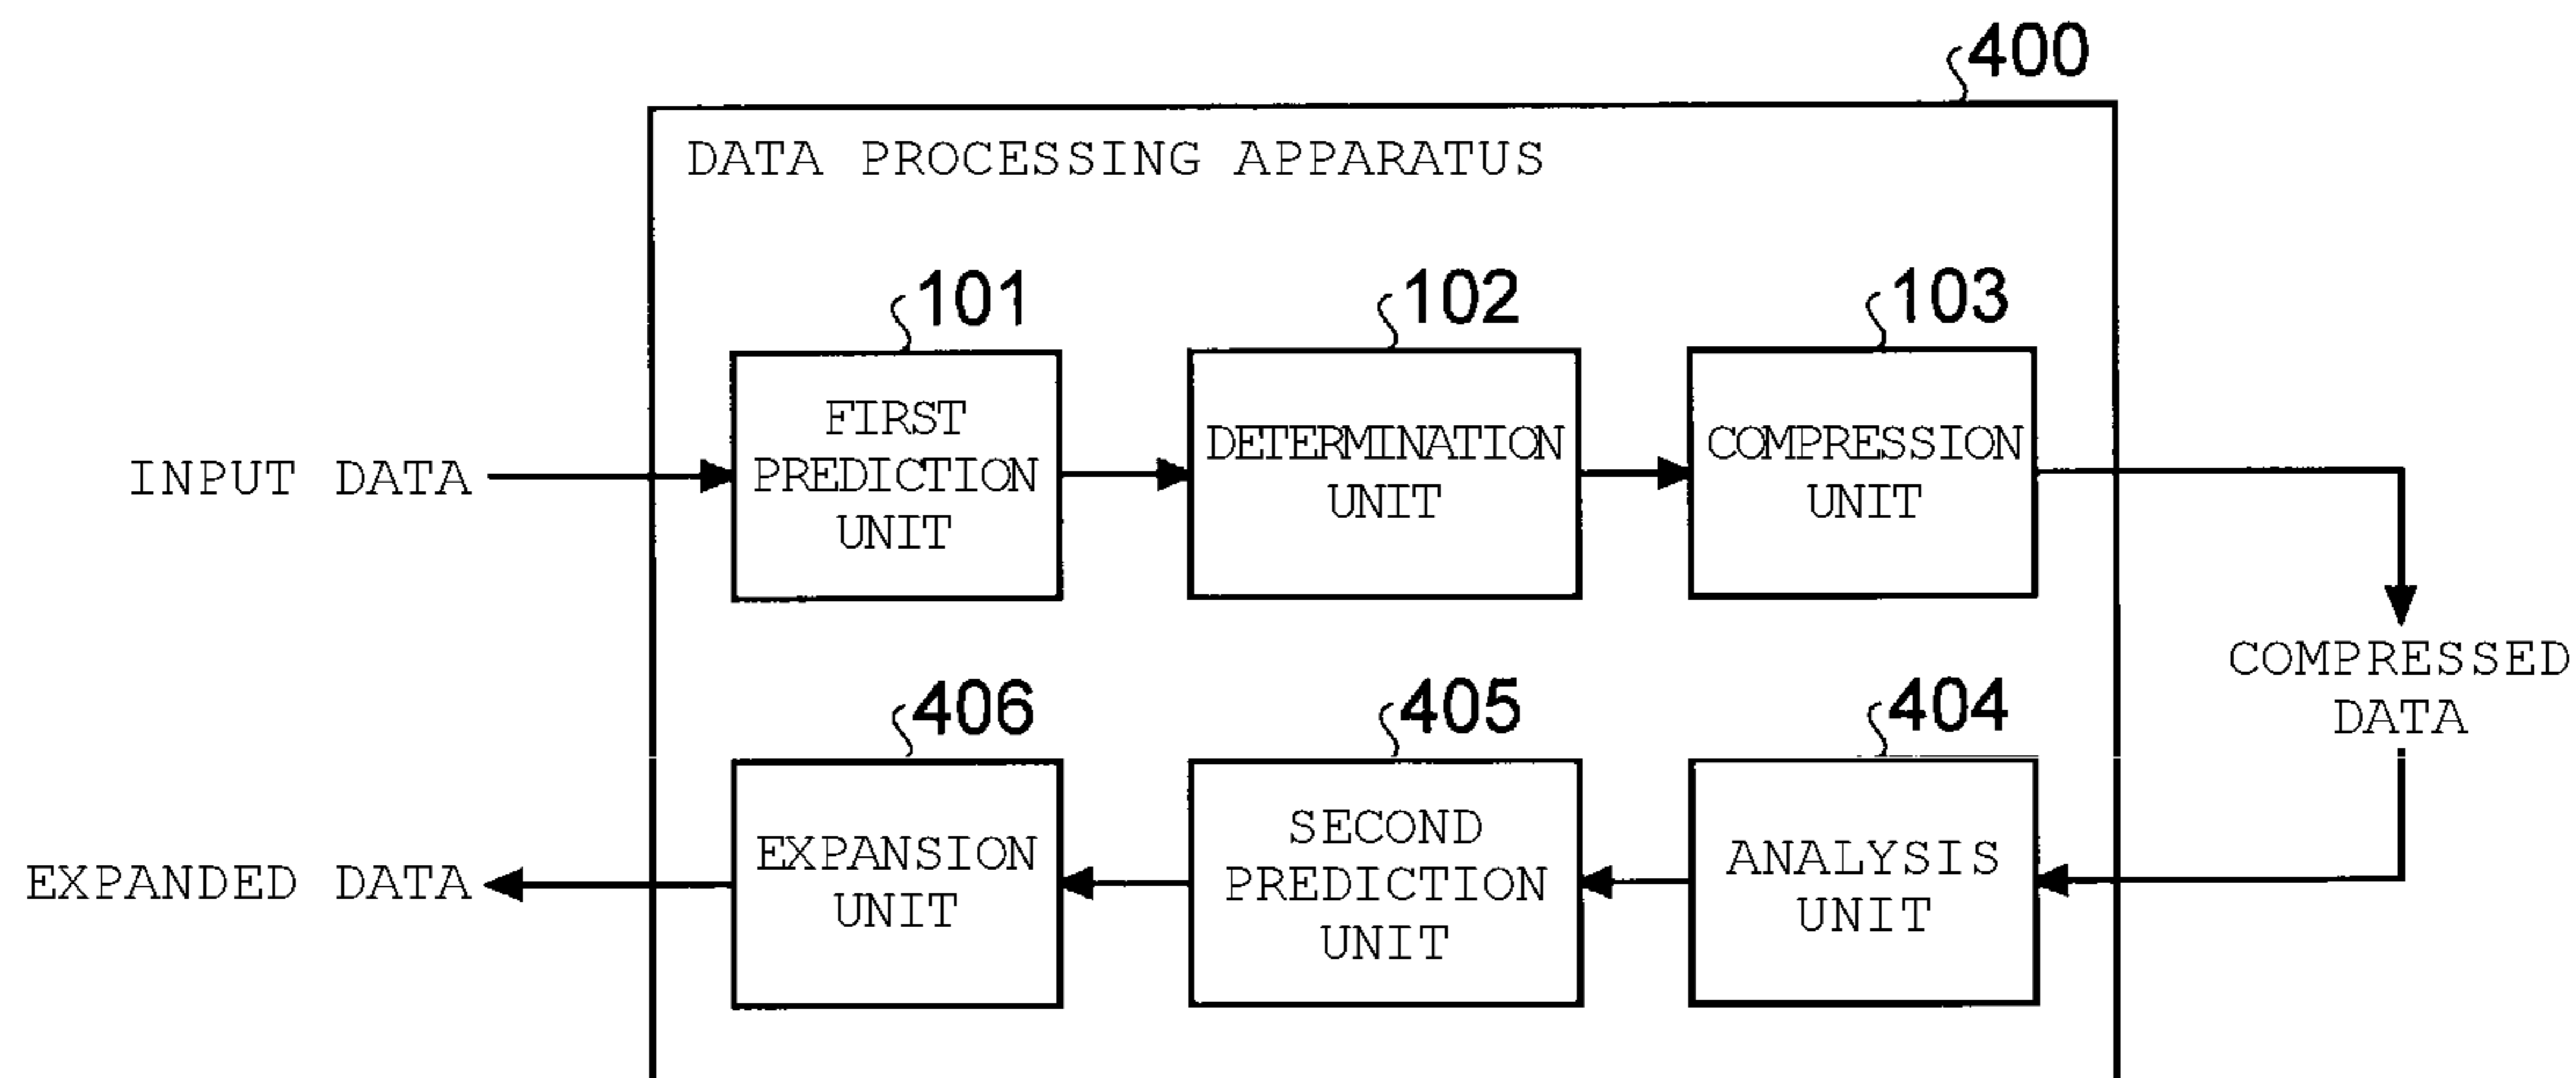 400
DATA PROCESSING APPARATUS
101
102
103
INPUT DATA
FIRST
PREDICTION
UNIT
DETERMINATION
UNIT
COMPRESSION
UNIT
COMPRESSED
DATA
406
405
404
EXPANDED DATA
EXPANSION
UNIT
SECOND
PREDICTION
UNIT
ANALYSIS
UNIT